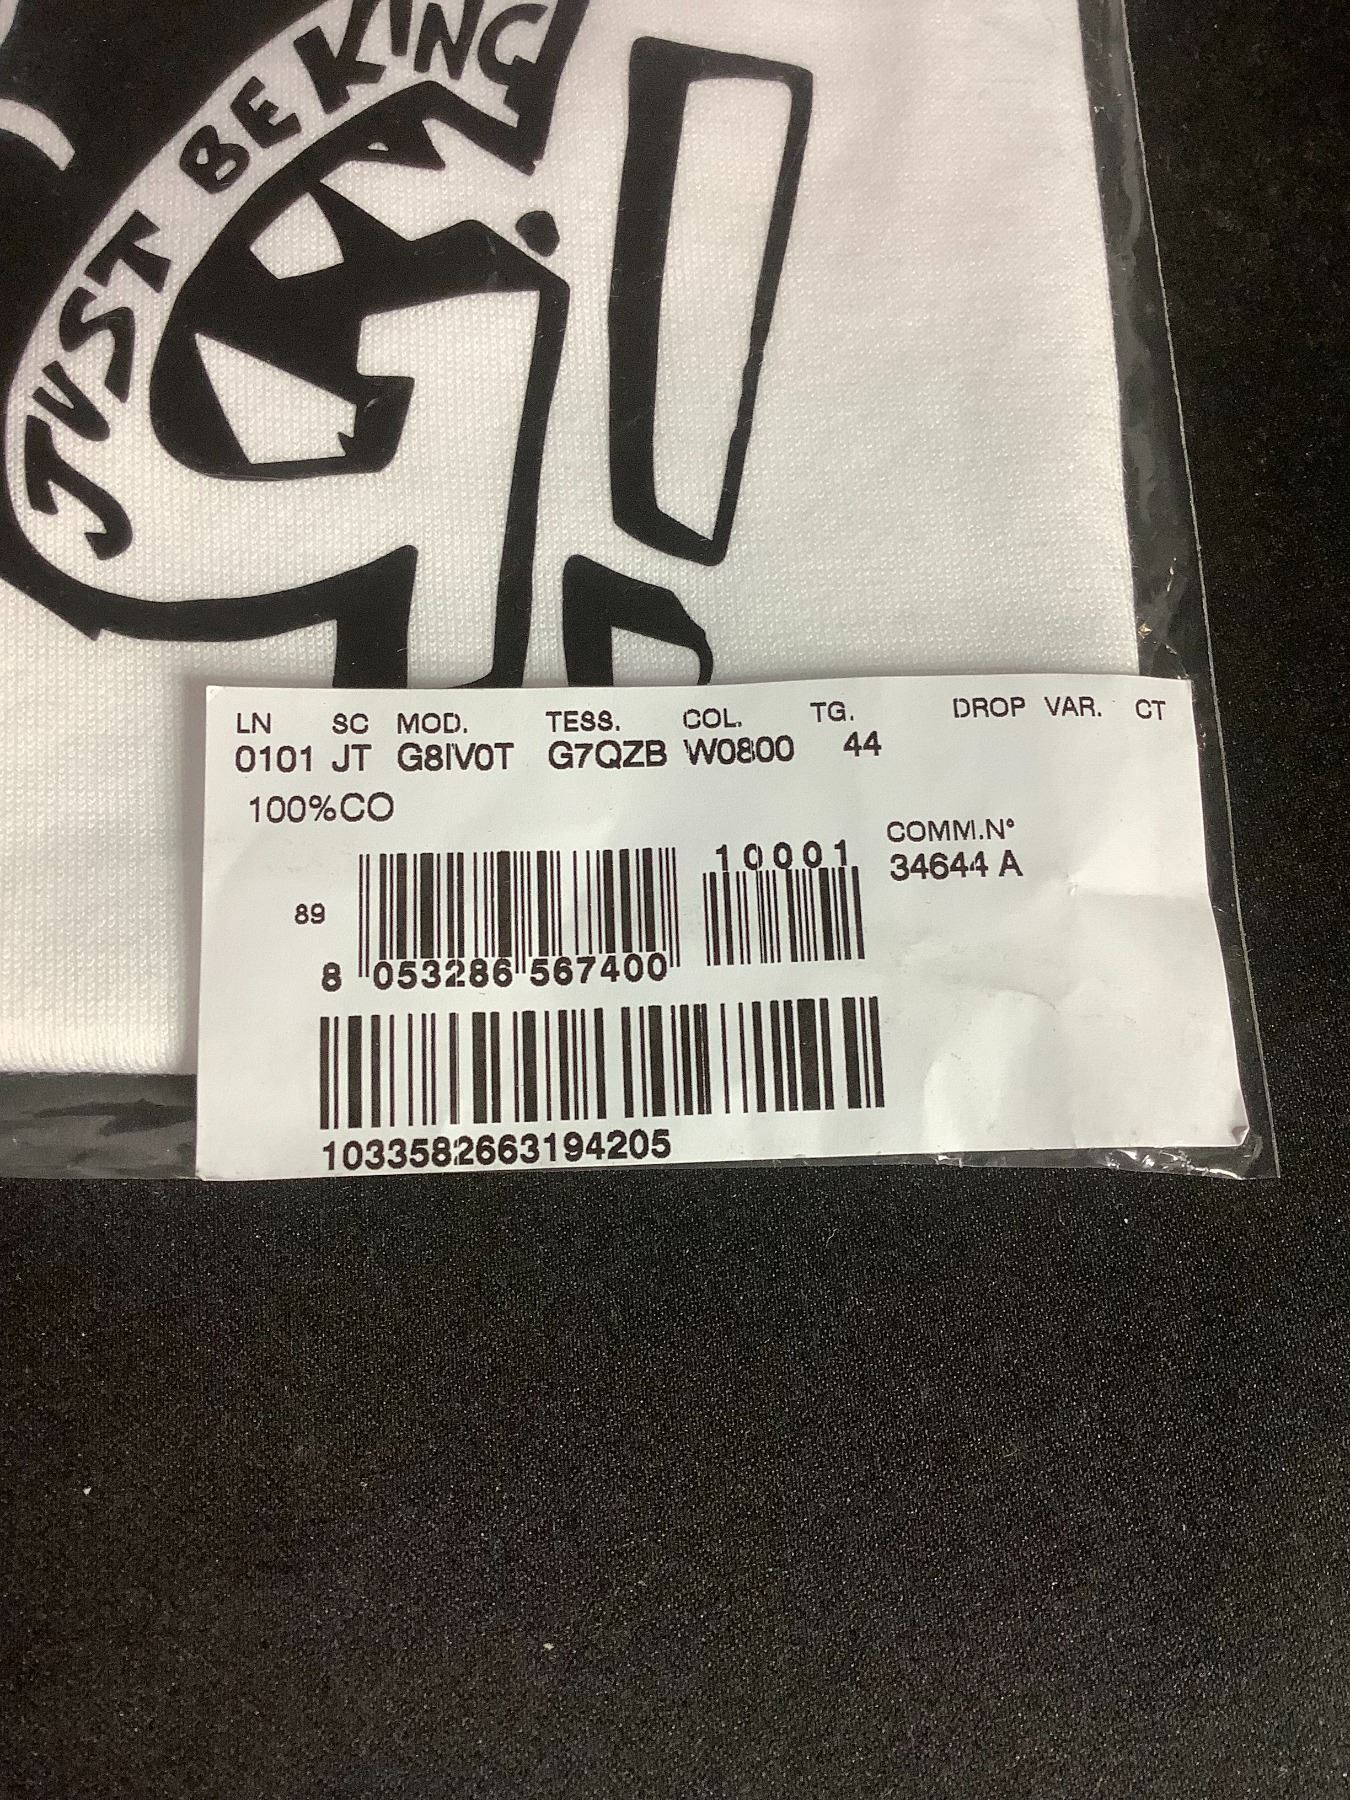 JUST BE KING
LN SC MOD. TESS. COL. TG. DROP VAR. CT
0101 JT G8IV0T G7QZB W0800 44
100%CO
COMM.N°
34644 A
10001
89
8 053286 567400
1033582663194205